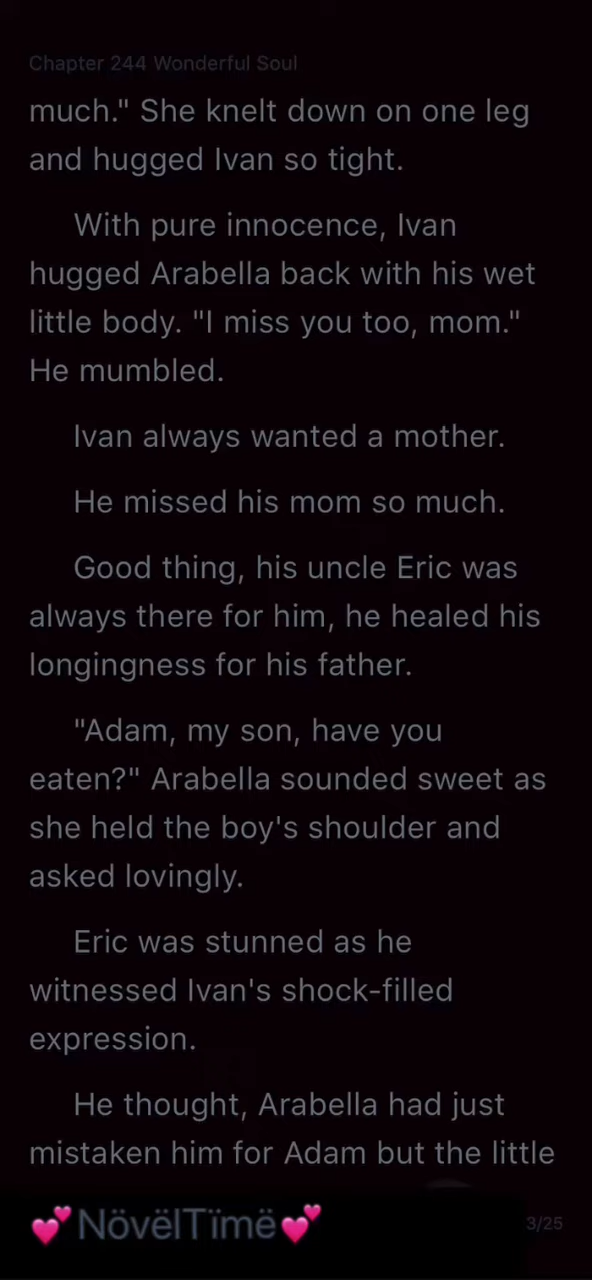 Chapter 244 Wonderful Soul
much." She knelt down on one leg
and hugged Ivan so tight.
With pure innocence, Ivan
hugged Arabella back with his wet
little body. "I miss you too, mom."
He mumbled.
Ivan always wanted a mother.
He missed his mom so much.
Good thing, his uncle Eric was
always there for him, he healed his
longingness for his father.
"Adam, my son, have you
eaten?" Arabella sounded sweet as
she held the boy's shoulder and
asked lovingly.
Eric was stunned as he
witnessed Ivan's shock-filled
expression.
He thought, Arabella had just
mistaken him for Adam but the little
💕NövëlTïmë💕
3/25